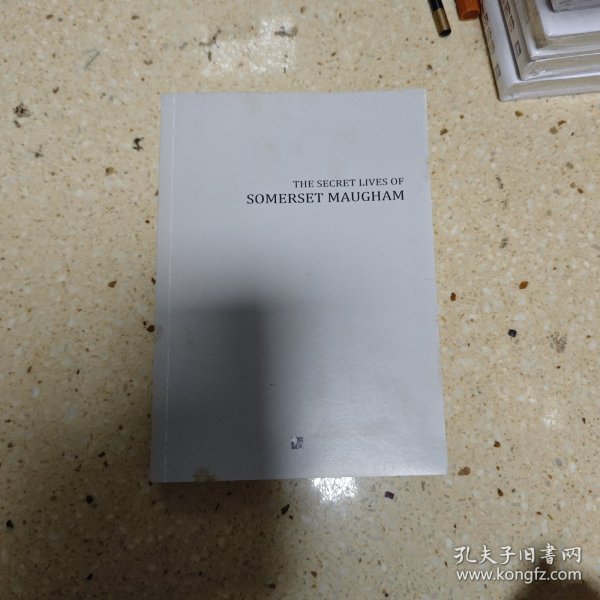 THE SECRET LIVES OF
SOMERSET MAUGHAM
孔夫子旧书网
www.kongfz.com